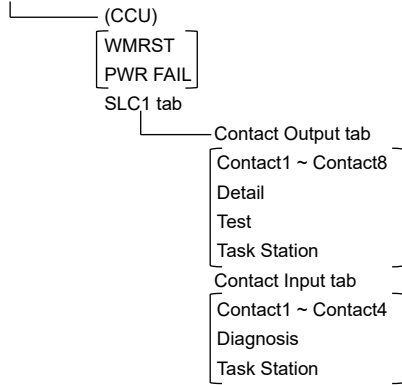 (CCU)
WMRST
PWR FAIL
SLC1 tab
Contact Output tab
Contact1 ~ Contact8
Detail
Test
Task Station
Contact Input tab
Contact1 ~ Contact4
Diagnosis
Task Station